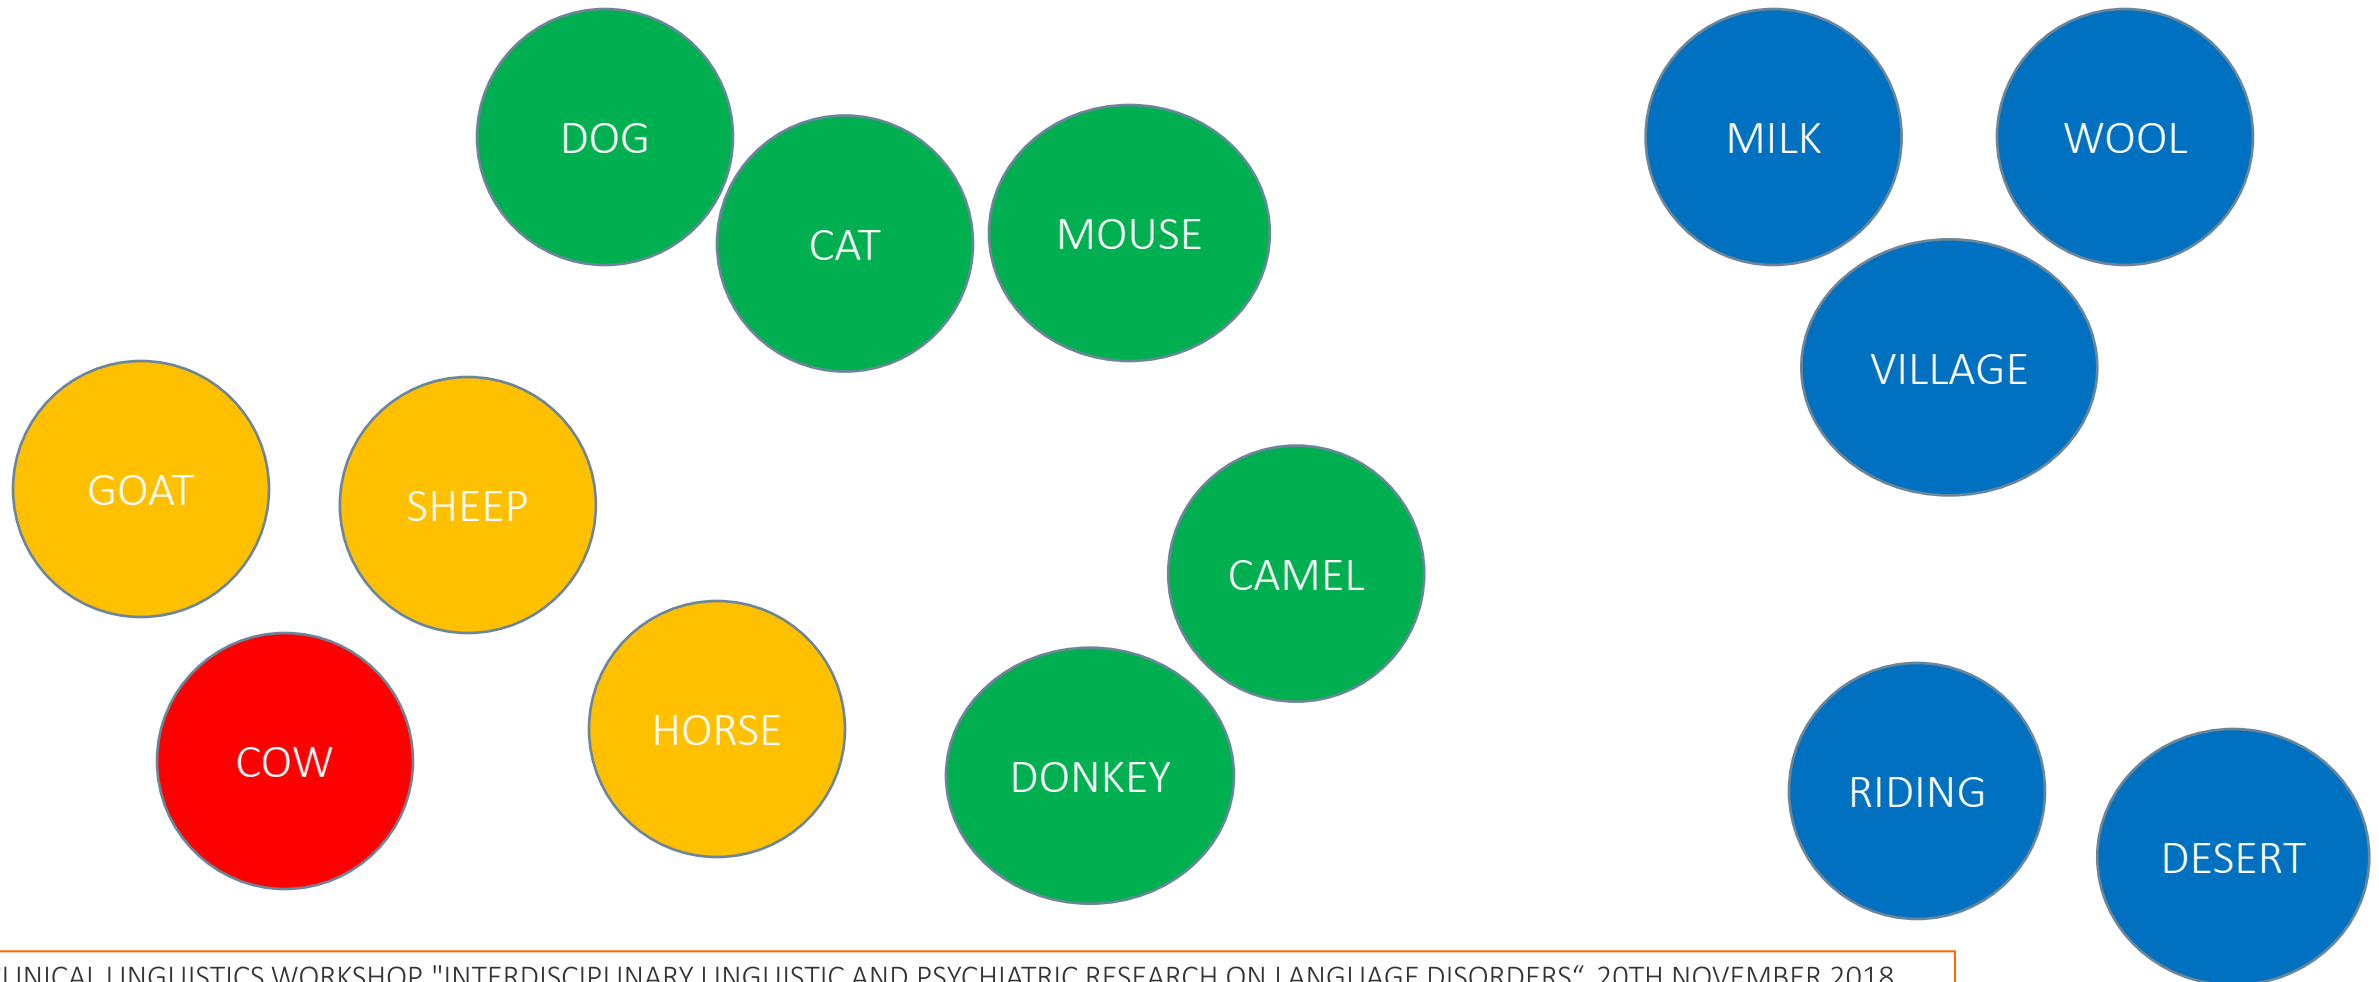 DOG
CAT
MOUSE
MILK
WOOL
VILLAGE
GOAT
SHEEP
COW
HORSE
CAMEL
DONKEY
RIDING
DESERT
LINICAL LINGUISTICS WORKSHOP "INTERDISCIPLINARY LINGUISTIC AND PSYCHIATRIC RESEARCH ON LANGUAGE DISORDERS“ 20TH NOVEMBER 2018